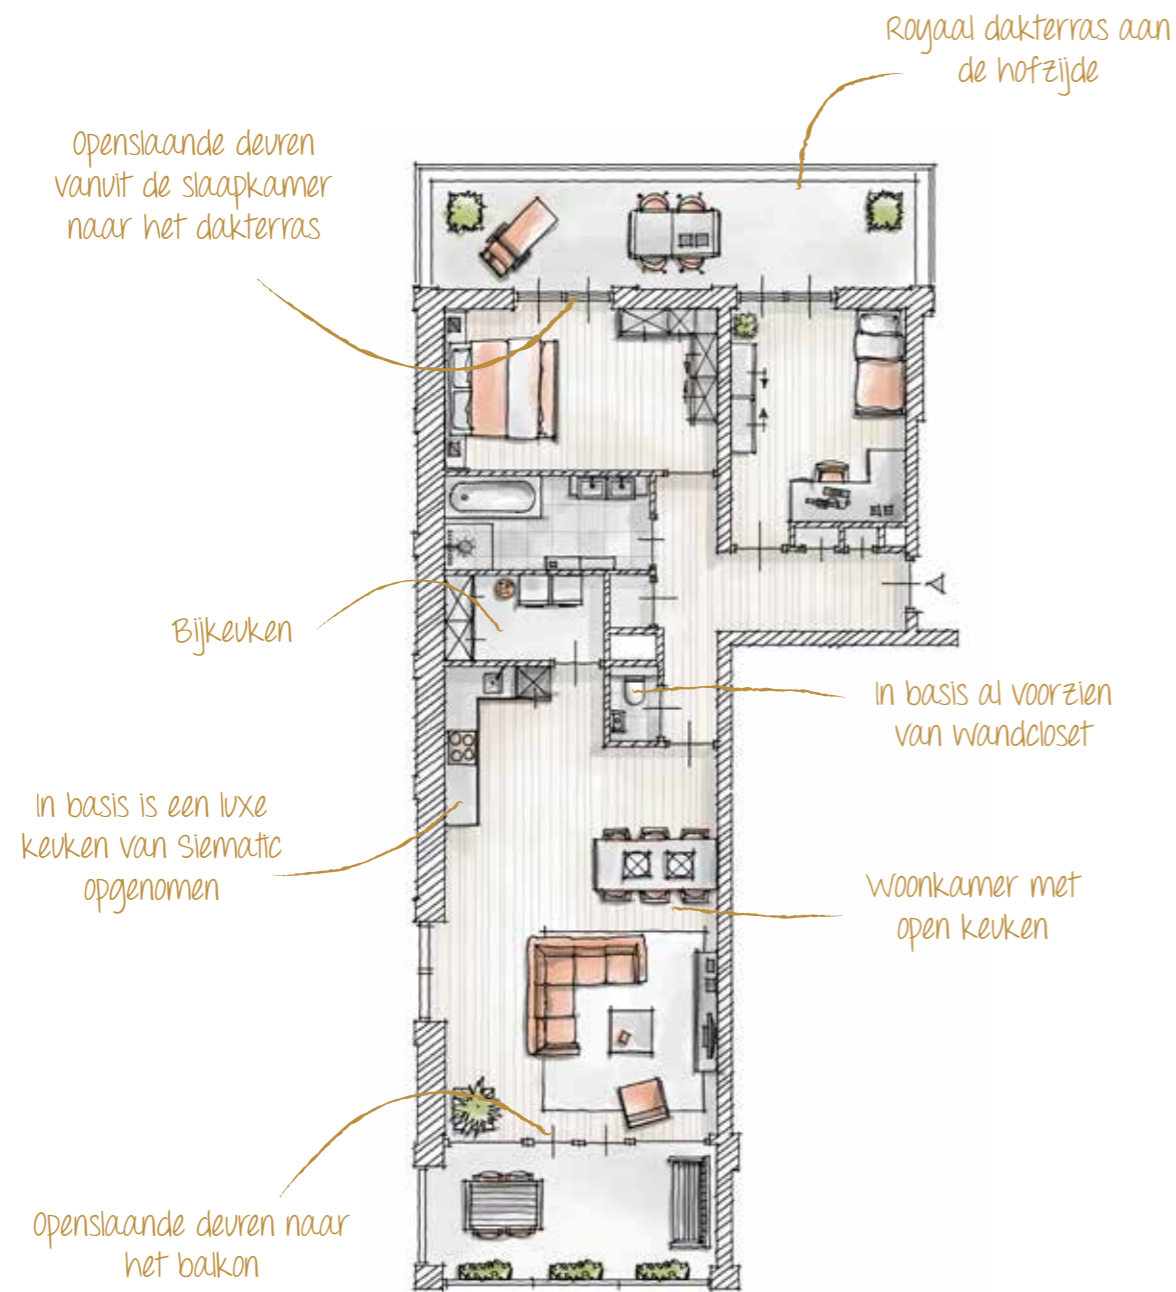 Royaal dakterras aan
de hofzijde
Openslaande deuren
vanuit de slaapkamer
naar het dakterras
Bijkeuken
In basis al voorzien
van wandcloset
In basis is een luxe
keuken van Siematic
opgenomen
Woonkamer met
open keuken
Openslaande deuren naar
het balkon